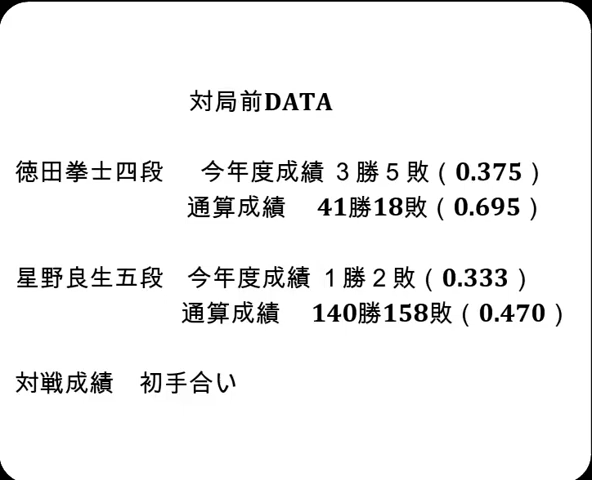 対局前DATA
徳田拳士四段 今年度成績 3勝5敗(0.375)
通算成績 41勝18敗(0.695)
星野良生五段 今年度成績 1勝2敗(0.333)
通算成績 140勝158敗(0.470)
対戦成績 初手合い